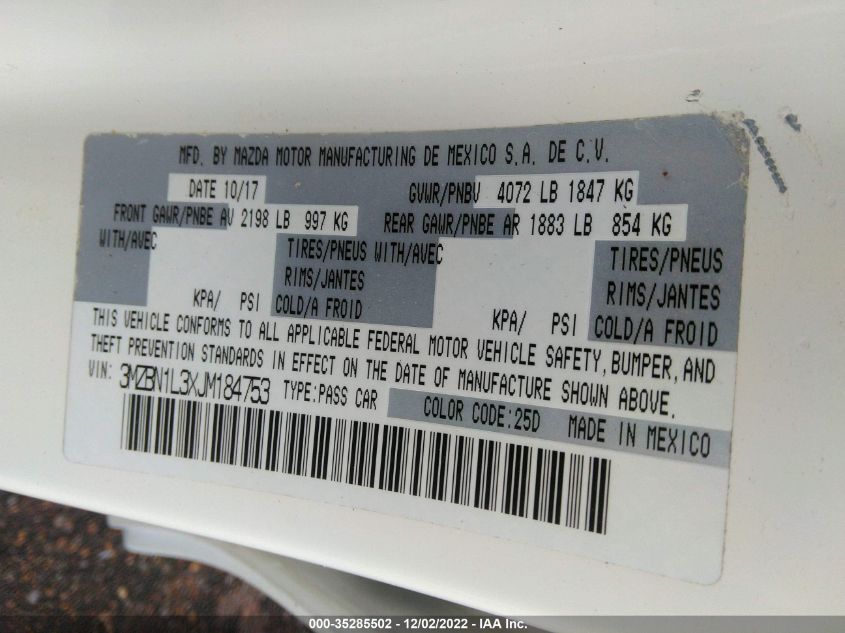 MFD. BY MAZDA MOTOR MANUFACTURING DE MEXICO S.A. DE C.V.
DATE 10/17 GVWR/PNBV 4072 LB 1847 KG
FRONT GAWR/PNBE AV 2198 LB 997 KG REAR GAWR/PNBE AR 1883 LB 854 KG
WITH/AVEC TIRES/PNEUS WITH/AVEC TIRES/PNEUS
RIMS/JANTES RIMS/JANTES
KPA/ PSI COLD/A FROID KPA/ PSI COLD/A FROID
THIS VEHICLE CONFORMS TO ALL APPLICABLE FEDERAL MOTOR VEHICLE SAFETY, BUMPER, AND
THEFT PREVENTION STANDARDS IN EFFECT ON THE DATE OF MANUFACTURE SHOWN ABOVE.
VIN: 3MZBN1L3XJM184753 TYPE:PASS CAR
COLOR CODE:25D MADE IN MEXICO
000-35285502 - 12/02/2022 - IAA Inc.